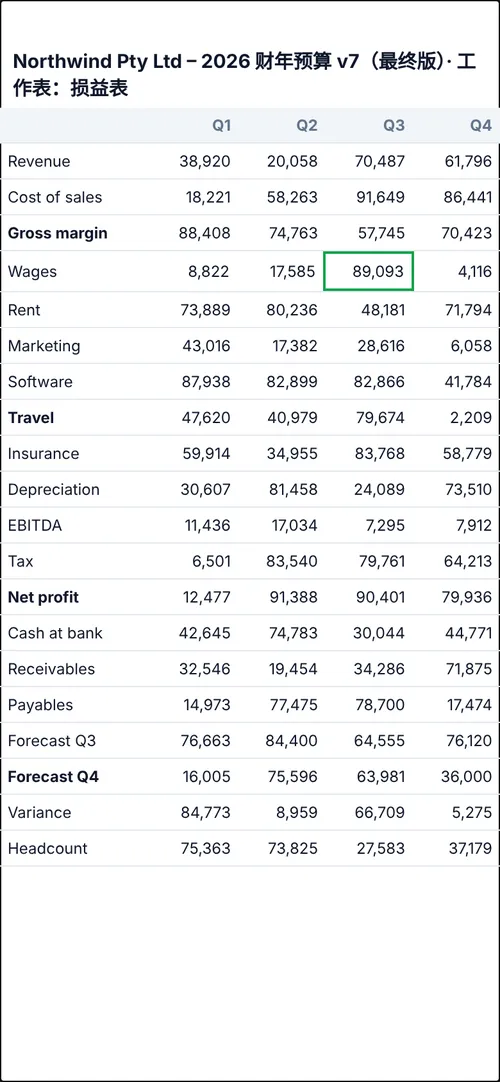 Northwind Pty Ltd – 2026 财年预算 v7（最终版）· 工
作表：损益表
Q1 Q2 Q3 Q4
Revenue 38,920 20,058 70,487 61,796
Cost of sales 18,221 58,263 91,649 86,441
Gross margin 88,408 74,763 57,745 70,423
Wages 8,822 17,585 89,093 4,116
Rent 73,889 80,236 48,181 71,794
Marketing 43,016 17,382 28,616 6,058
Software 87,938 82,899 82,866 41,784
Travel 47,620 40,979 79,674 2,209
Insurance 59,914 34,955 83,768 58,779
Depreciation 30,607 81,458 24,089 73,510
EBITDA 11,436 17,034 7,295 7,912
Tax 6,501 83,540 79,761 64,213
Net profit 12,477 91,388 90,401 79,936
Cash at bank 42,645 74,783 30,044 44,771
Receivables 32,546 19,454 34,286 71,875
Payables 14,973 77,475 78,700 17,474
Forecast Q3 76,663 84,400 64,555 76,120
Forecast Q4 16,005 75,596 63,981 36,000
Variance 84,773 8,959 66,709 5,275
Headcount 75,363 73,825 27,583 37,179